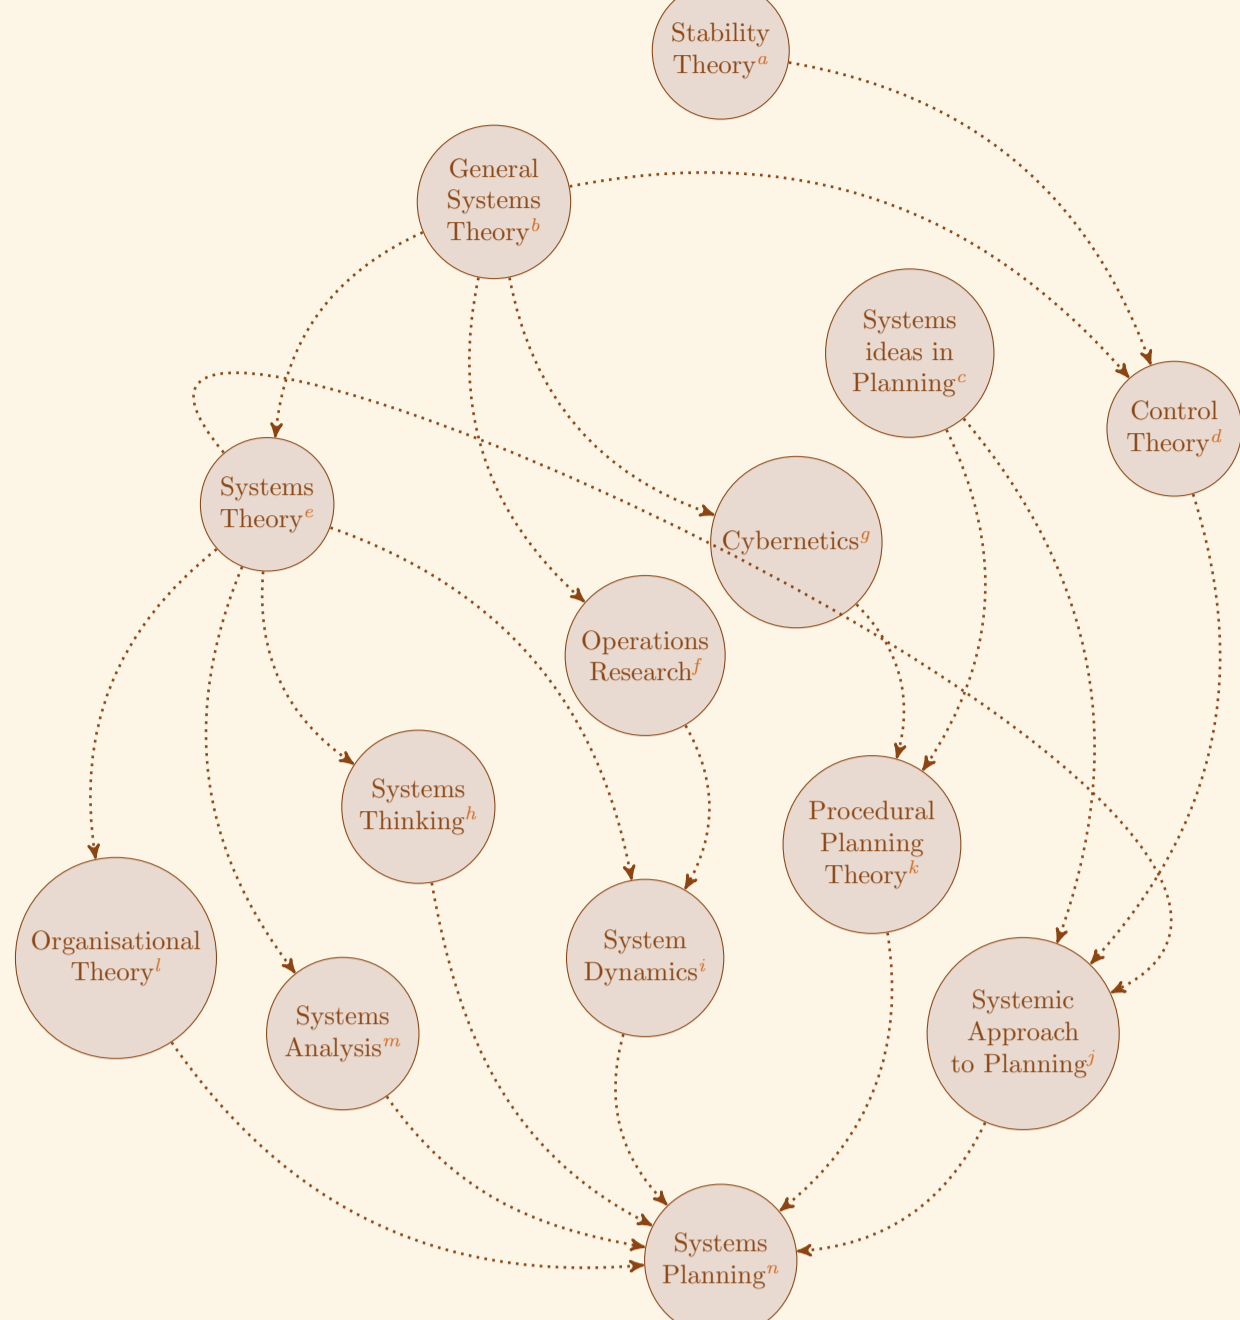 Stability
Theory a
General
Systems
Theory b
Systems
ideas in
Planning c
Control
Theory d
Systems
Theory e
Cybernetics g
Operations
Research f
Systems
Thinking h
Procedural
Planning
Theory k
Organisational
Theory l
System
Dynamics i
Systems
Analysis m
Systemic
Approach
to Planning j
Systems
Planning n